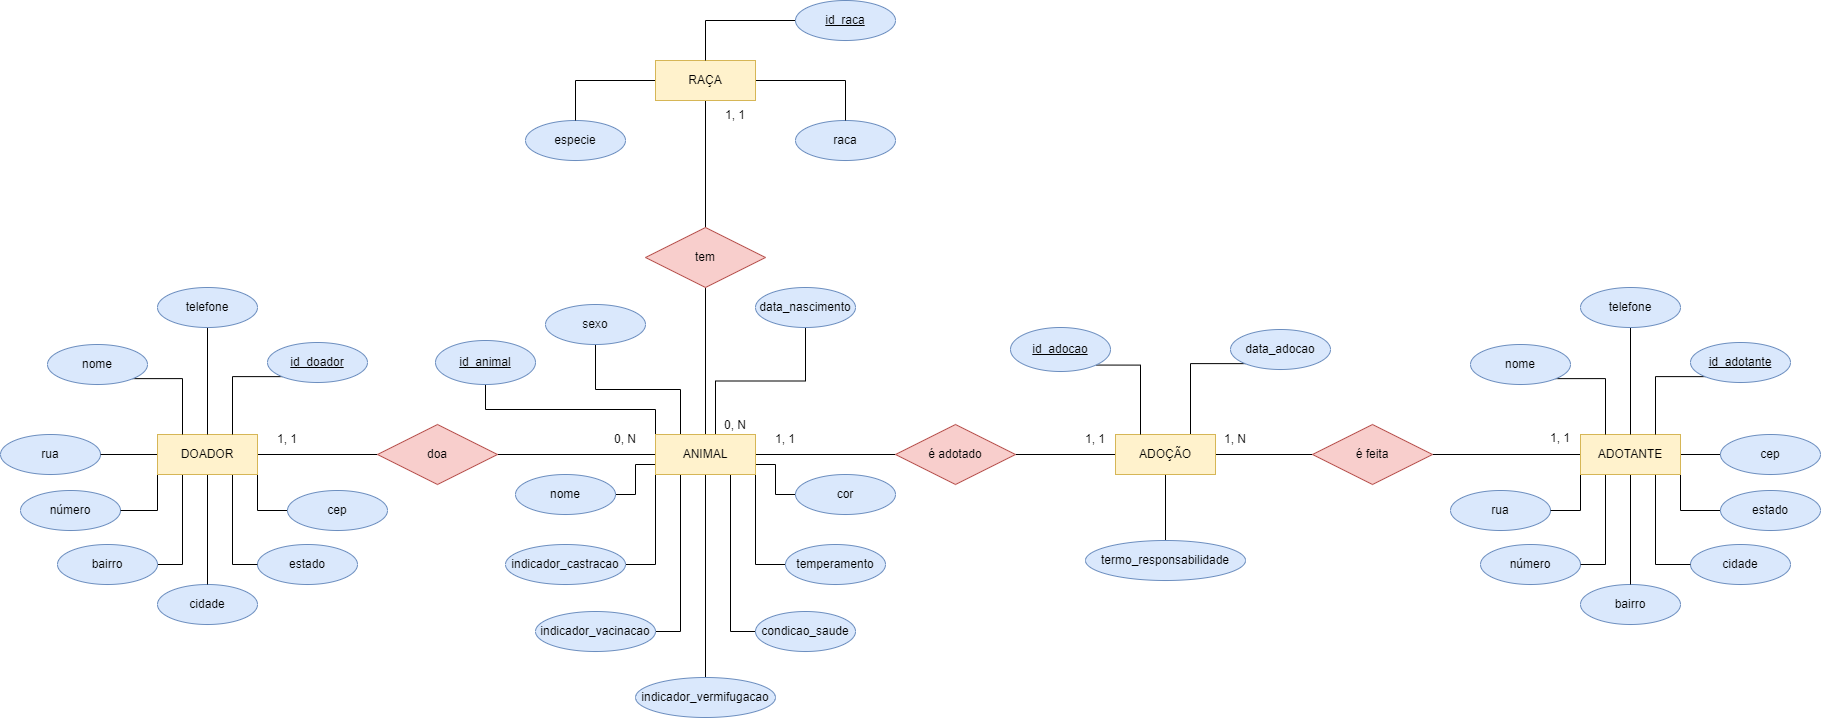 id_raca
RAÇA
1, 1
especie
raca
tem
telefone
nome
id_doador
rua
DOADOR
1, 1
número
cep
bairro
estado
cidade
doa
sexo
data_nascimento
id_animal
0, N
0, N
ANIMAL
1, 1
nome
cor
indicador_castracao
temperamento
indicador_vacinacao
condicao_saude
indicador_vermifugacao
é adotado
id_adocao
data_adocao
1, 1
ADOÇÃO
1, N
termo_responsabilidade
é feita
telefone
nome
id_adotante
1, 1
ADOTANTE
cep
rua
estado
número
cidade
bairro